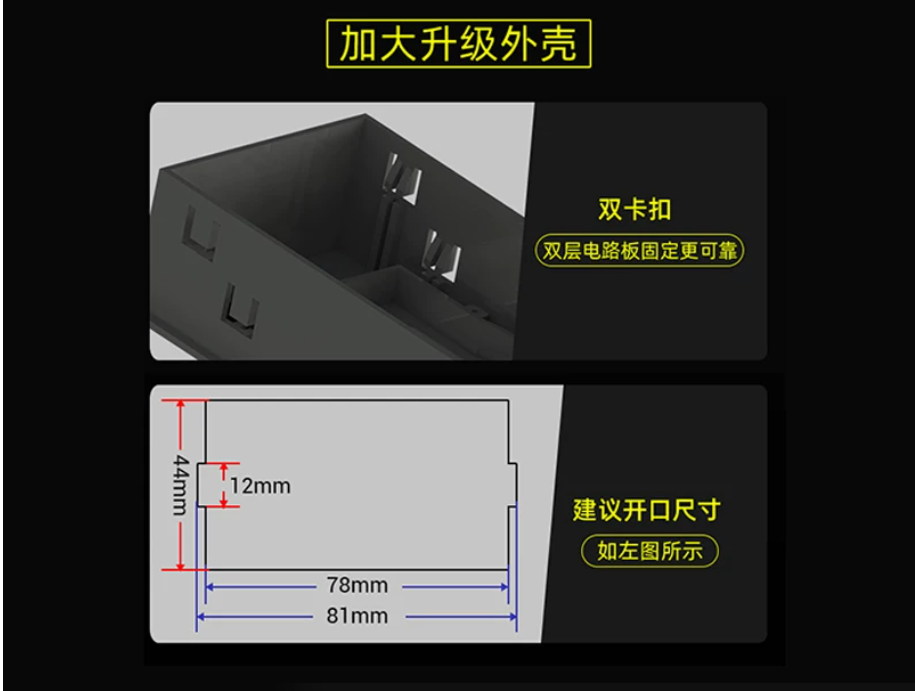 加大升级外壳
双卡扣
双层电路板固定更可靠
44mm
12mm
78mm
81mm
建议开口尺寸
如左图所示